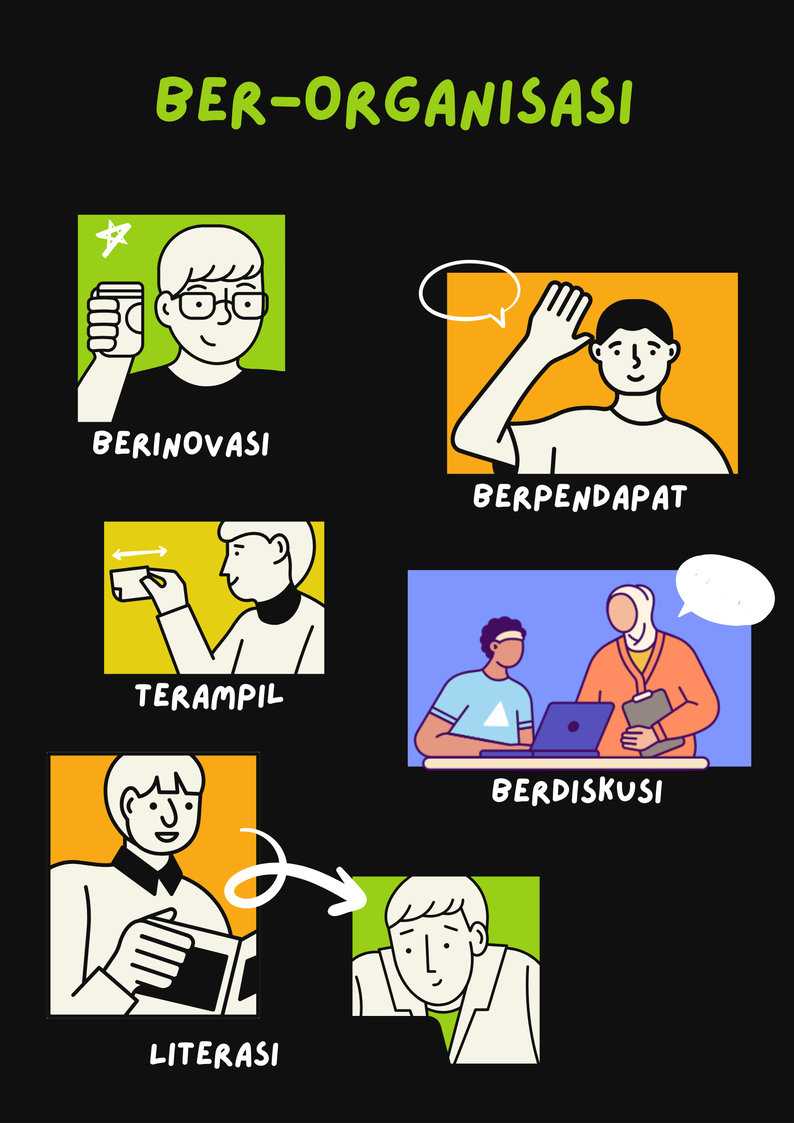 BER-ORGANISASI
BERINOVASI
BERPENDAPAT
TERAMPIL
BERDISKUSI
LITERASI